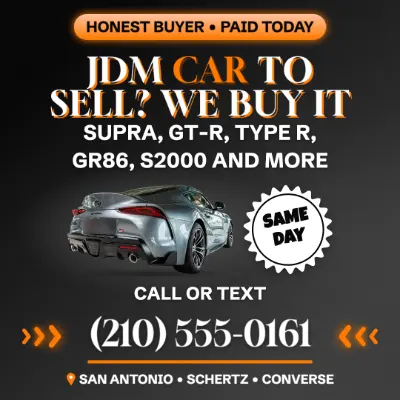 HONEST BUYER • PAID TODAY
JDM CAR TO
SELL? WE BUY IT
SUPRA, GT-R, TYPE R,
GR86, S2000 AND MORE
SAME
DAY
CALL OR TEXT
(210) 555-0161
SAN ANTONIO • SCHERTZ • CONVERSE